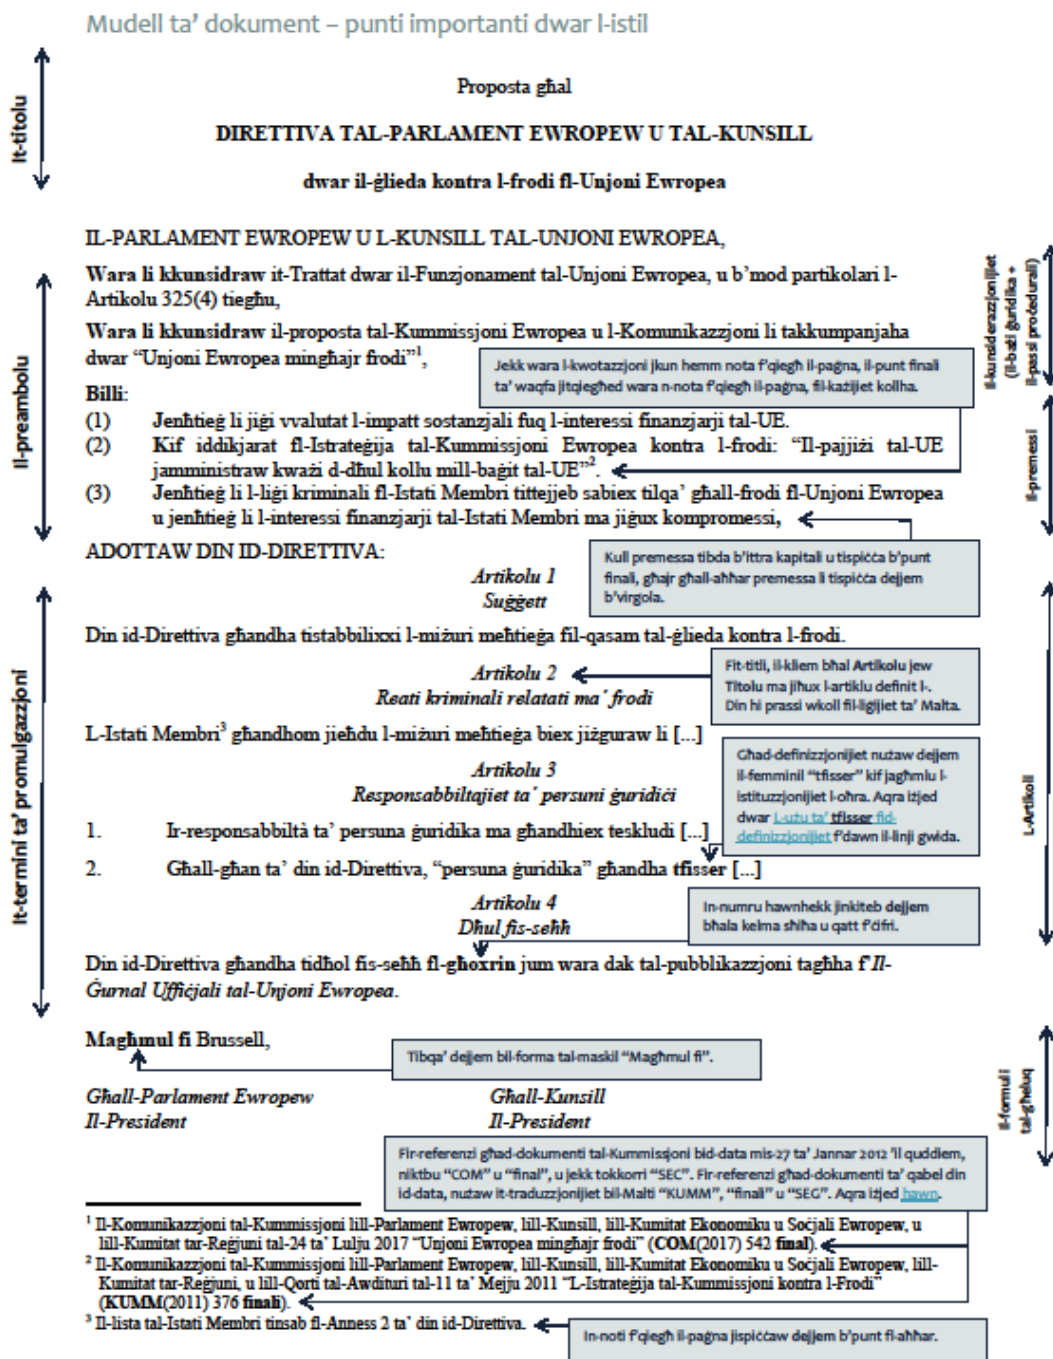 Mudell ta' dokument – punti importanti dwar l-istil
It-titolu
Proposta għal
DIRETTIVA TAL-PARLAMENT EWROPEW U TAL-KUNSILL
dwar il-ġlieda kontra l-frodi fl-Unjoni Ewropea
IL-PARLAMENT EWROPEW U L-KUNSILL TAL-UNJONI EWROPEA,
Il-preambolu
Wara li kkunsidraw it-Trattat dwar il-Funzjonament tal-Unjoni Ewropea, u b'mod partikolari l-
Artikolu 325(4) tiegħu,
Il-kunsiderazzjonijiet
(il-bażi ġuridika +
il-passi proċedurali)
Wara li kkunsidraw il-proposta tal-Kummissjoni Ewropea u l-Komunikazzjoni li takkumpanjaha
dwar “Unjoni Ewropea mingħajr frodi”¹,
Jekk wara l-kwotazzjoni jkun hemm nota f'qiegħ il-paġna, il-punt finali
ta' waqfa jitqiegħed wara n-nota f'qiegħ il-paġna, fil-każijiet kollha.
Billi:
Il-premessi
(1) Jenħtieġ li jiġi vvalutat l-impatt sostanzjali fuq l-interessi finanzjarji tal-UE.
(2) Kif iddikjarat fl-Istrateġija tal-Kummissjoni Ewropea kontra l-frodi: “Il-pajjiżi tal-UE
jamministraw kważi d-dħul kollu mill-baġit tal-UE”².
(3) Jenħtieġ li l-liġi kriminali fl-Istati Membri tittejjeb sabiex tilqa' għall-frodi fl-Unjoni Ewropea
u jenħtieġ li l-interessi finanzjarji tal-Istati Membri ma jiġux kompromessi,
ADOTTAW DIN ID-DIRETTIVA:
Kull premessa tibda b'ittra kapitali u tispiċċa b'punt
finali, għajr għall-aħħar premessa li tispiċċa dejjem
b'virgola.
It-termini ta' promulgazzjoni
L-Artikoli
Artikolu 1
Suġġett
Din id-Direttiva għandha tistabbilixxi l-miżuri meħtieġa fil-qasam tal-ġlieda kontra l-frodi.
Artikolu 2
Reati kriminali relatati ma' frodi
Fit-titli, il-kliem bħal Artikolu jew
Titolu ma jiħux l-artiklu definit l-.
Din hi prassi wkoll fil-liġijiet ta' Malta.
L-Istati Membri³ għandhom jieħdu l-miżuri meħtieġa biex jiżguraw li [...]
Artikolu 3
Responsabbiltajiet ta' persuni ġuridiċi
Għad-definizzjonijiet nużaw dejjem
il-femminil “tfisser” kif jagħmlu l-
istituzzjonijiet l-oħra. Aqra iżjed
dwar L-użu ta' tfisser fid-
definizzjonijiet f'dawn il-linji gwida.
1. Ir-responsabbiltà ta' persuna ġuridika ma għandhiex teskludi [...]
2. Għall-għan ta' din id-Direttiva, “persuna ġuridika” għandha tfisser [...]
Artikolu 4
Dħul fis-seħħ
In-numru hawnhekk jinkiteb dejjem
bħala kelma sħiħa u qatt f'ċifri.
Din id-Direttiva għandha tidħol fis-seħħ fl-għoxrin jum wara dak tal-pubblikazzjoni tagħha f'Il-
Ġurnal Uffiċjali tal-Unjoni Ewropea.
Magħmul fi Brussell,
Tibqa' dejjem bil-forma tal-maskil “Magħmul fi”.
Il-formuli
tal-għeluq
Għall-Parlament Ewropew Għall-Kunsill
Il-President Il-President
Fir-referenzi għad-dokumenti tal-Kummissjoni bid-data mis-27 ta' Jannar 2012 'il quddiem,
niktbu “COM” u “final”, u jekk tokkorri “SEC”. Fir-referenzi għad-dokumenti ta' qabel din
id-data, nużaw it-traduzzjonijiet bil-Malti “KUMM”, “finali” u “SEG”. Aqra iżjed hawn.
¹ Il-Komunikazzjoni tal-Kummissjoni lill-Parlament Ewropew, lill-Kunsill, lill-Kumitat Ekonomiku u Soċjali Ewropew, u
lill-Kumitat tar-Reġjuni tal-24 ta' Lulju 2017 “Unjoni Ewropea mingħajr frodi” (COM(2017) 542 final).
² Il-Komunikazzjoni tal-Kummissjoni lill-Parlament Ewropew, lill-Kunsill, lill-Kumitat Ekonomiku u Soċjali Ewropew, lill-
Kumitat tar-Reġjuni, u lill-Qorti tal-Awdituri tal-11 ta' Mejju 2011 “L-Istrateġija tal-Kummissjoni kontra l-Frodi”
(KUMM(2011) 376 finali).
³ Il-lista tal-Istati Membri tinsab fl-Anness 2 ta' din id-Direttiva.
In-noti f'qiegħ il-paġna jispiċċaw dejjem b'punt fl-aħħar.